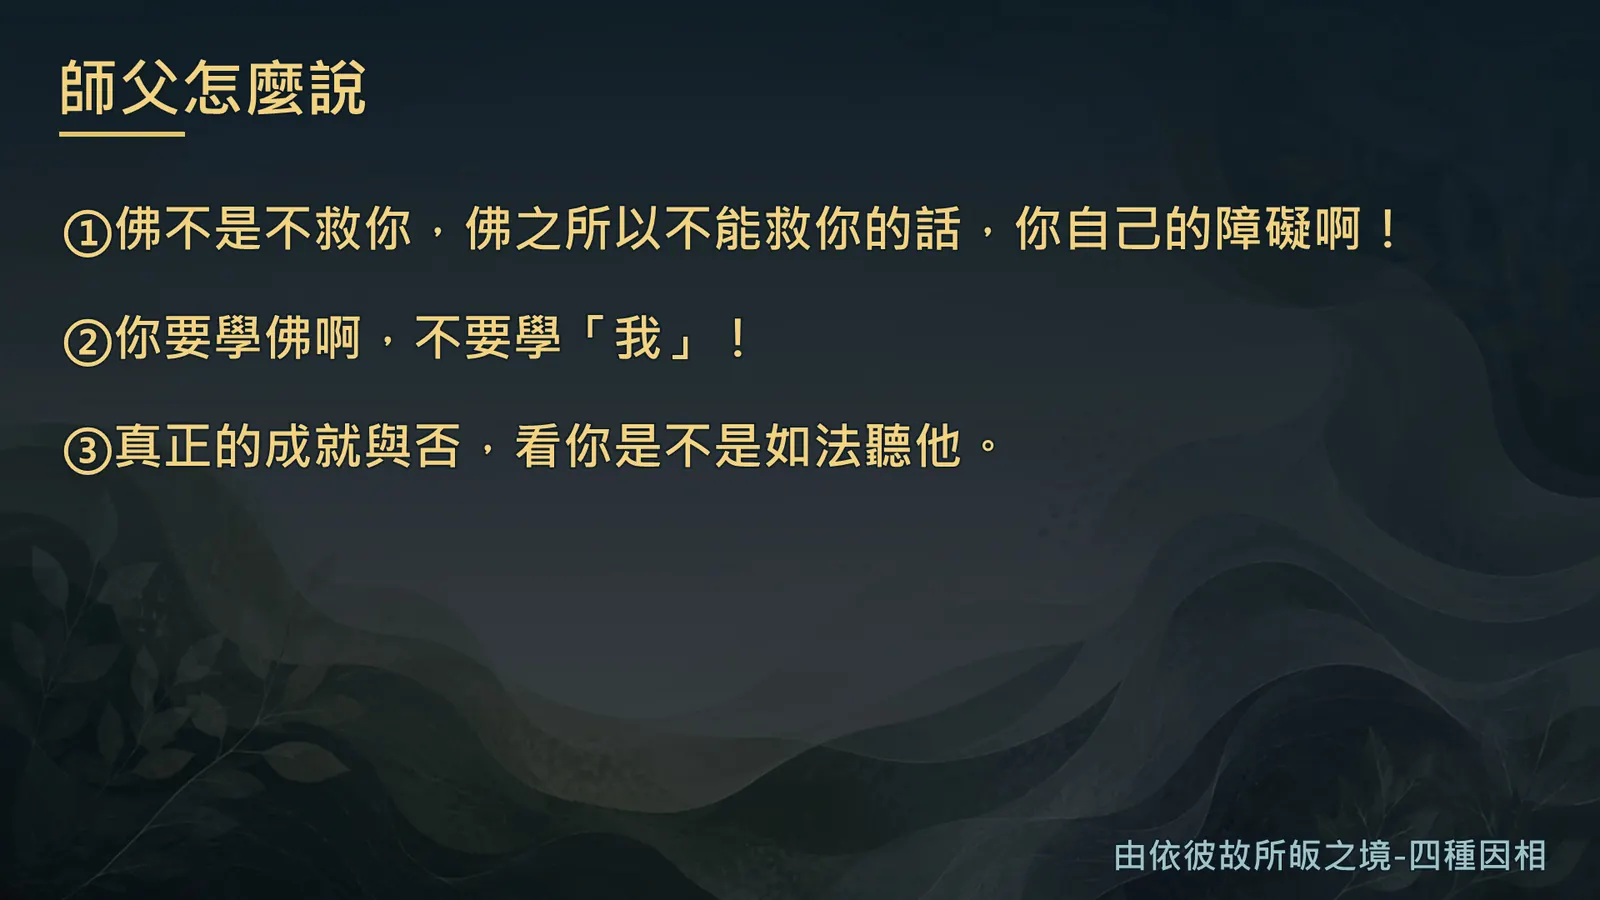 師父怎麼說
①佛不是不救你，佛之所以不能救你的話，你自己的障礙啊！
②你要學佛啊，不要學「我」！
③真正的成就與否，看你是不是如法聽他。
由依彼故所皈之境-四種因相